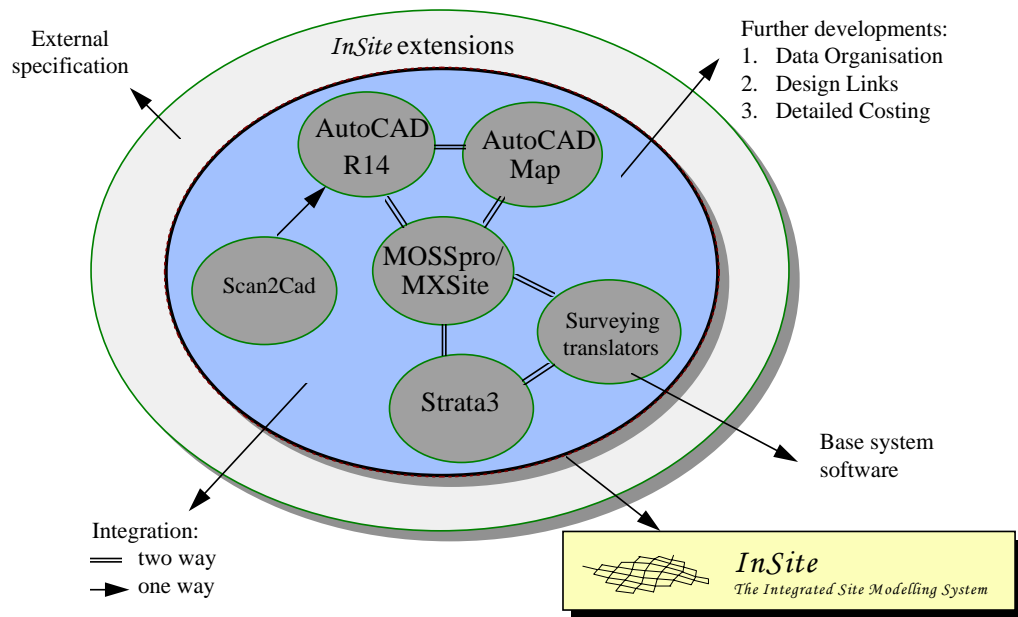 External
specification
InSite extensions
Further developments:
1. Data Organisation
2. Design Links
3. Detailed Costing
AutoCAD
R14
AutoCAD
Map
MOSSpro/
MXSite
Scan2Cad
Surveying
translators
Strata3
Base system
software
Integration:
two way
one way
InSite
The Integrated Site Modelling System